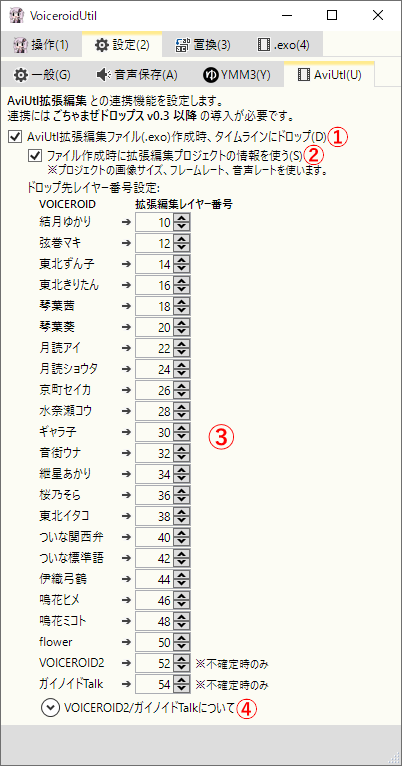 VoiceroidUtil
操作(1) 設定(2) 置換(3) .exo(4)
一般(G) 音声保存(A) ゆ YMM3(Y) AviUtl(U)
AviUtl拡張編集 との連携機能を設定します。
連携には ごちゃまぜドロップス v0.3 以降 の導入が必要です。
AviUtl拡張編集ファイル(.exo)作成時、タイムラインにドロップ(D) ①
ファイル作成時に拡張編集プロジェクトの情報を使う(S) ②
※プロジェクトの画像サイズ、フレームレート、音声レートを使います。
ドロップ先レイヤー番号設定:
VOICEROID 拡張編集レイヤー番号
結月ゆかり ➔ 10
弦巻マキ ➔ 12
東北ずん子 ➔ 14
東北きりたん ➔ 16
琴葉茜 ➔ 18
琴葉葵 ➔ 20
月読アイ ➔ 22
月読ショウタ ➔ 24
京町セイカ ➔ 26
水奈瀬コウ ➔ 28
ギャラ子 ➔ 30
③
音街ウナ ➔ 32
紲星あかり ➔ 34
桜乃そら ➔ 36
東北イタコ ➔ 38
ついな関西弁 ➔ 40
ついな標準語 ➔ 42
伊織弓鶴 ➔ 44
鳴花ヒメ ➔ 46
鳴花ミコト ➔ 48
flower ➔ 50
VOICEROID2 ➔ 52 ※不確定時のみ
ガイノイドTalk ➔ 54 ※不確定時のみ
VOICEROID2/ガイノイドTalkについて ④